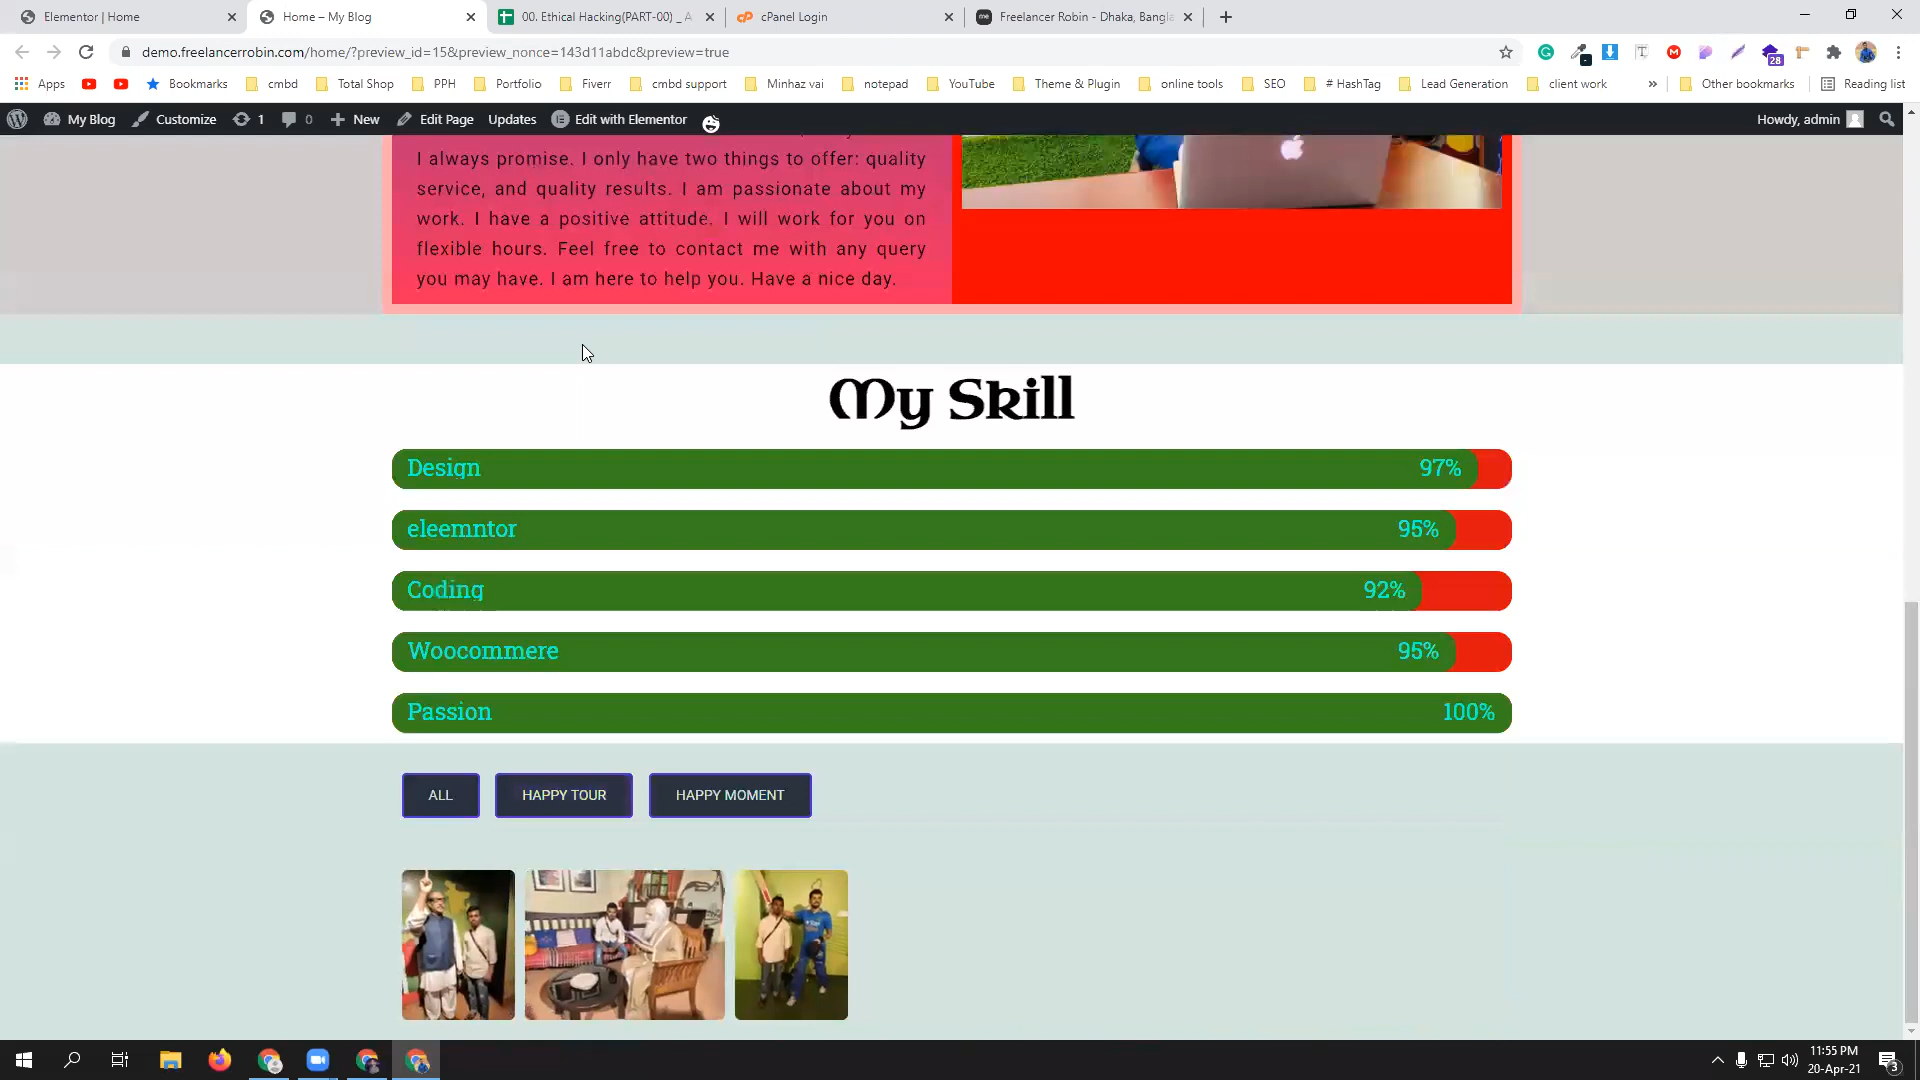 Elementor | Home
Home – My Blog
00. Ethical Hacking(PART-00) _ A
cPanel Login
Freelancer Robin - Dhaka, Bangla
demo.freelancerrobin.com/home/?preview_id=15&preview_nonce=143d11abdc&preview=true
28
Apps
Bookmarks
cmbd
Total Shop
PPH
Portfolio
Fiverr
cmbd support
Minhaz vai
notepad
YouTube
Theme & Plugin
online tools
SEO
# HashTag
Lead Generation
client work
»
Other bookmarks
Reading list
My Blog
Customize
1
0
New
Edit Page
Updates
Edit with Elementor
Howdy, admin
I always promise. I only have two things to offer: quality
service, and quality results. I am passionate about my
work. I have a positive attitude. I will work for you on
flexible hours. Feel free to contact me with any query
you may have. I am here to help you. Have a nice day.
My Skill
Design 97%
eleemntor 95%
Coding 92%
Woocommere 95%
Passion 100%
ALL
HAPPY TOUR
HAPPY MOMENT
11:55 PM
20-Apr-21
3